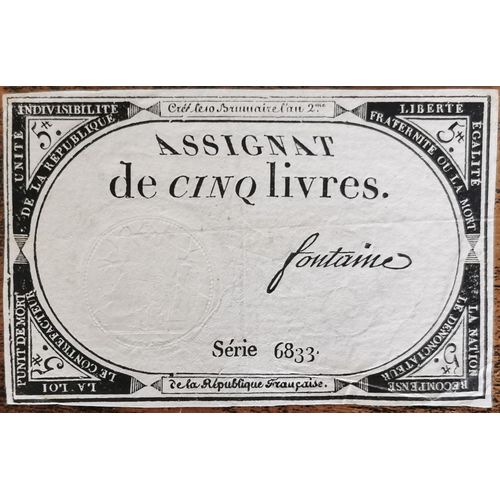 Créé le 10 Brumaire l'an 2.me
UNITÉ INDIVISIBILITÉ
DE LA RÉPUBLIQUE
LIBERTÉ ÉGALITÉ
FRATERNITÉ OU LA MORT
5#
5#
ASSIGNAT
de CINQ livres.
fontaine
Série 6833.
5#
5#
LA LOI PUNIT DE MORT
LE CONTREFACTEUR
LA NATION RÉCOMPENSE
LE DÉNONCIATEUR
de la République Française.